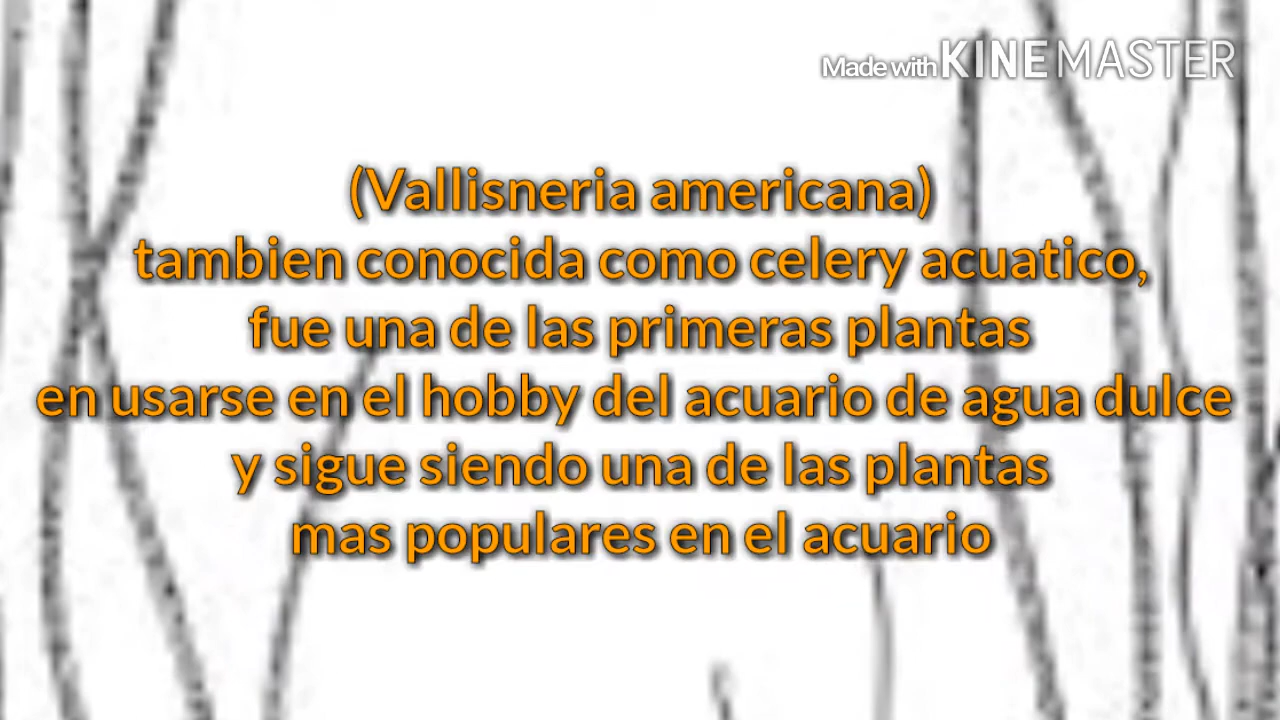 Made with KINEMASTER
(Vallisneria americana)
tambien conocida como celery acuatico,
fue una de las primeras plantas
en usarse en el hobby del acuario de agua dulce
y sigue siendo una de las plantas
mas populares en el acuario